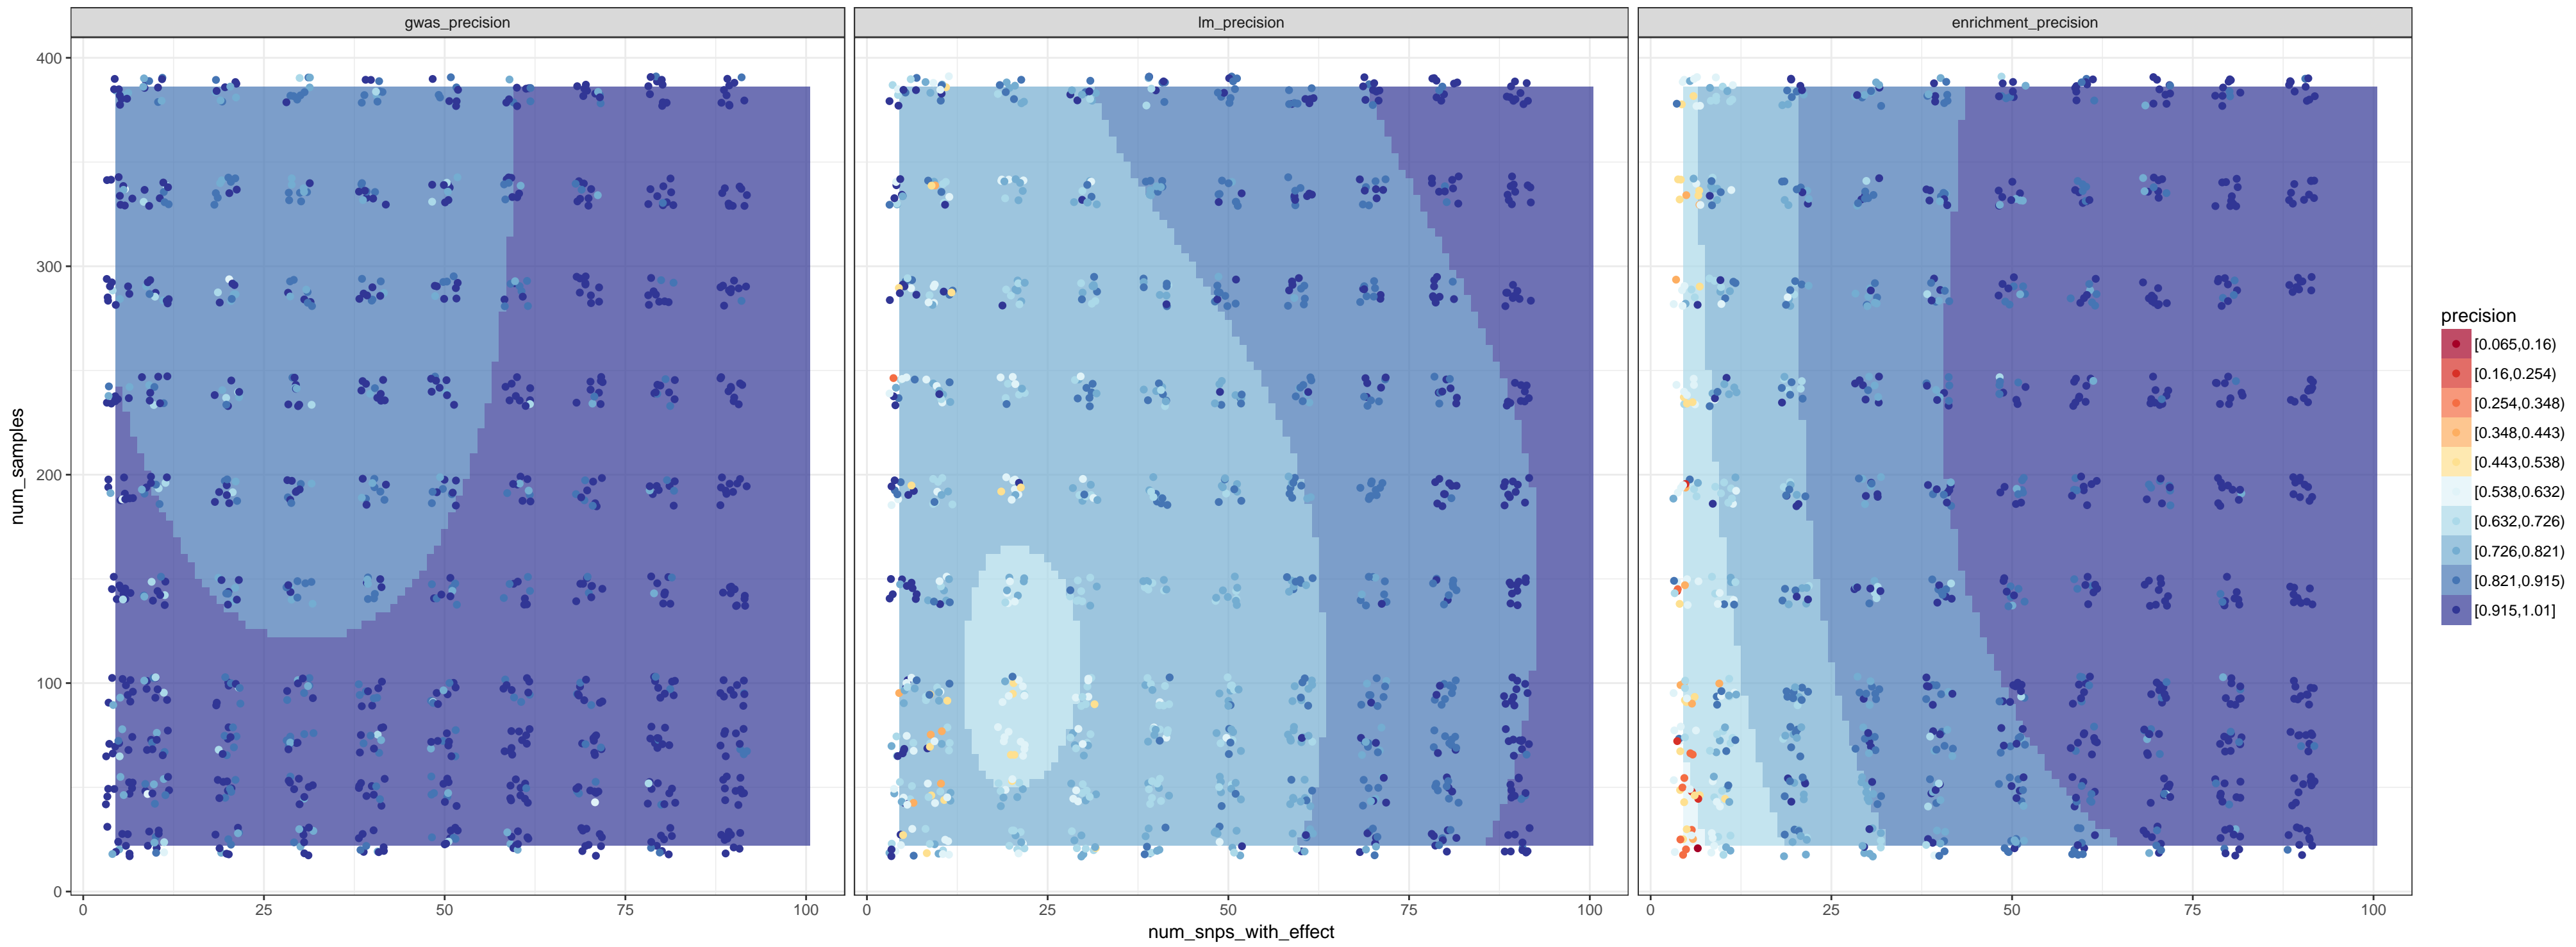 gwas_precision
lm_precision
enrichment_precision
400
300
200
100
0
num_samples
0 25 50 75 100
0 25 50 75 100
0 25 50 75 100
num_snps_with_effect
precision
[0.065,0.16)
[0.16,0.254)
[0.254,0.348)
[0.348,0.443)
[0.443,0.538)
[0.538,0.632)
[0.632,0.726)
[0.726,0.821)
[0.821,0.915)
[0.915,1.01]